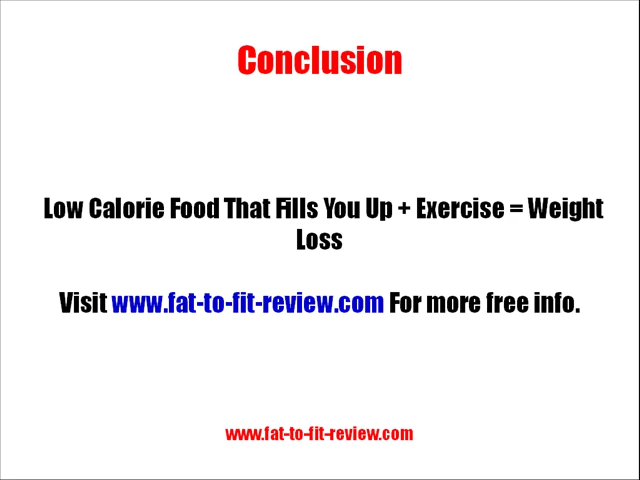 Conclusion
Low Calorie Food That Fills You Up + Exercise = Weight
Loss
Visit www.fat-to-fit-review.com For more free info.
www.fat-to-fit-review.com